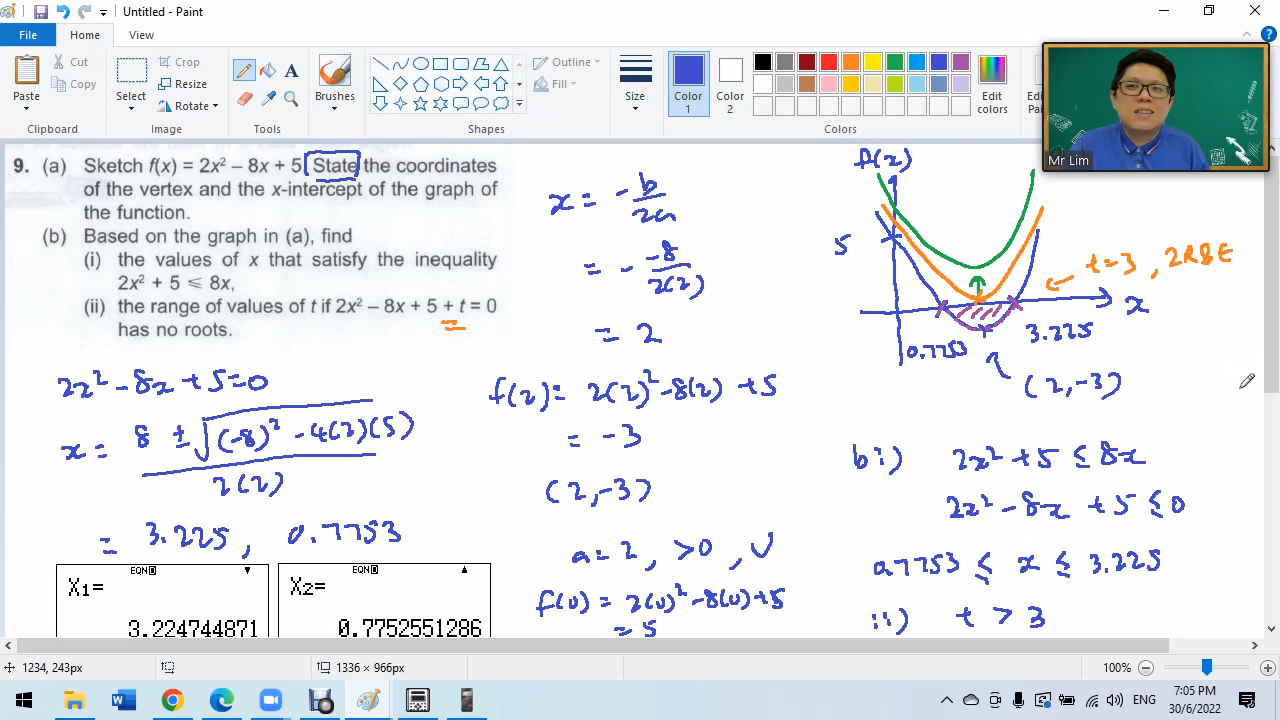 Untitled - Paint
File Home View
Paste
Cut
Copy
Clipboard
Select
Crop
Resize
Rotate
Image
Tools
Brushes
Shapes
Outline
Fill
Size
Color 1
Color 2
Colors
Edit colors
Mr Lim
9. (a) Sketch f(x) = 2x² – 8x + 5. State the coordinates
of the vertex and the x-intercept of the graph of
the function.
(b) Based on the graph in (a), find
(i) the values of x that satisfy the inequality
2x² + 5 ⩽ 8x,
(ii) the range of values of t if 2x² – 8x + 5 + t = 0
has no roots.
2x² - 8x + 5 = 0
x = 8 ± √(-8)² - 4(2)(5)
2(2)
= 3.225, 0.7753
EQN
X1=
3.224744871
EQN
X2=
0.7752551286
x = - b/2a
= - -8/2(2)
= 2
f(2) = 2(2)² - 8(2) + 5
= -3
(2, -3)
a = 2, > 0, ∪
f(0) = 2(0)² - 8(0) + 5
= 5
f(x)
5
t = 3, 2R&E
x
0.7753
3.225
(2, -3)
bi) 2x² + 5 ≤ 8x
2x² - 8x + 5 ≤ 0
0.7753 ≤ x ≤ 3.225
ii) t > 3
1234, 243px
1336 × 966px
100%
ENG
7:05 PM
30/6/2022